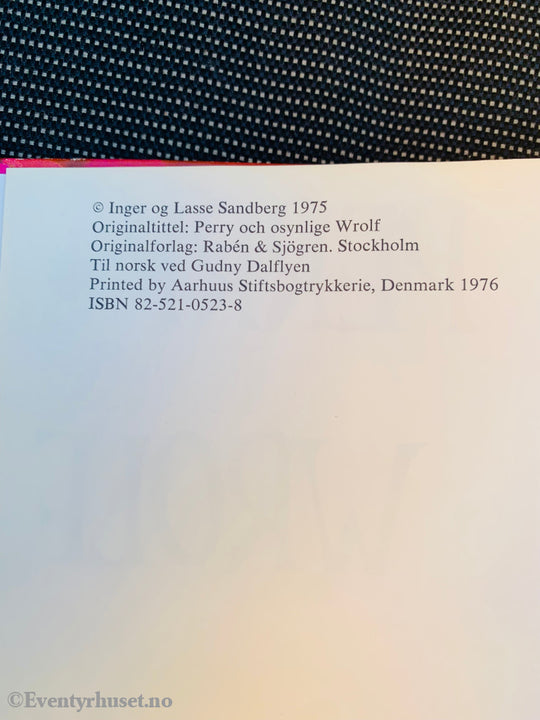 © Inger og Lasse Sandberg 1975
Originaltittel: Perry och osynlige Wrolf
Originalforlag: Rabén & Sjögren. Stockholm
Til norsk ved Gudny Dalflyen
Printed by Aarhuus Stiftsbogtrykkerie, Denmark 1976
ISBN 82-521-0523-8
©Eventyrhuset.no